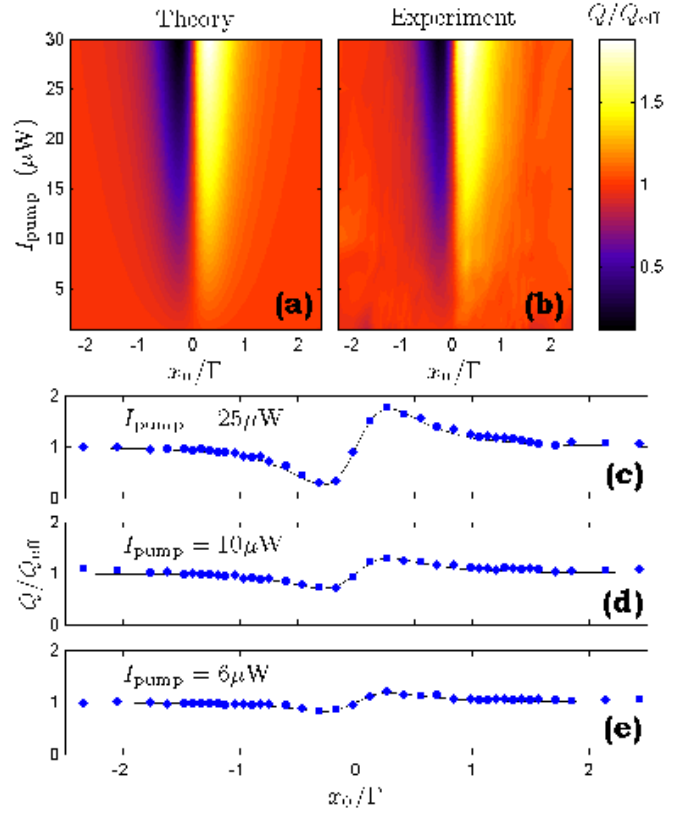 Theory Experiment Q/Q_eff
30
25
20
15
10
5
I_pump (μW)
(a) (b)
1.5
1
0.5
-2 -1 0 1 2 -2 -1 0 1 2
x_0/Γ x_0/Γ
2
1
0
I_pump 25μW
(c)
2
1
0
I_pump = 10μW
Q/Q_eff
(d)
2
1
0
I_pump = 6μW
(e)
-2 -1 0 1 2
x_0/Γ